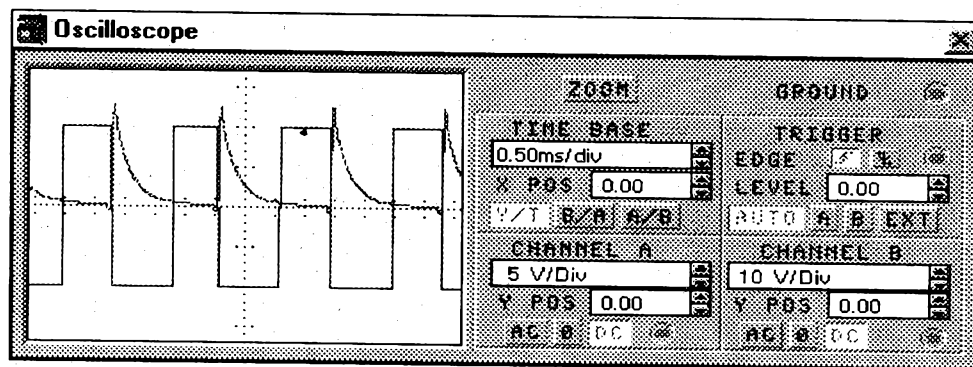 Oscilloscope
ZOOM
GROUND
TIME BASE
0.50ms/div
X POS 0.00
Y/T B/A A/B
TRIGGER
EDGE
LEVEL 0.00
AUTO A B EXT
CHANNEL A
5 V/Div
Y POS 0.00
AC 0 DC
CHANNEL B
10 V/Div
Y POS 0.00
AC 0 DC